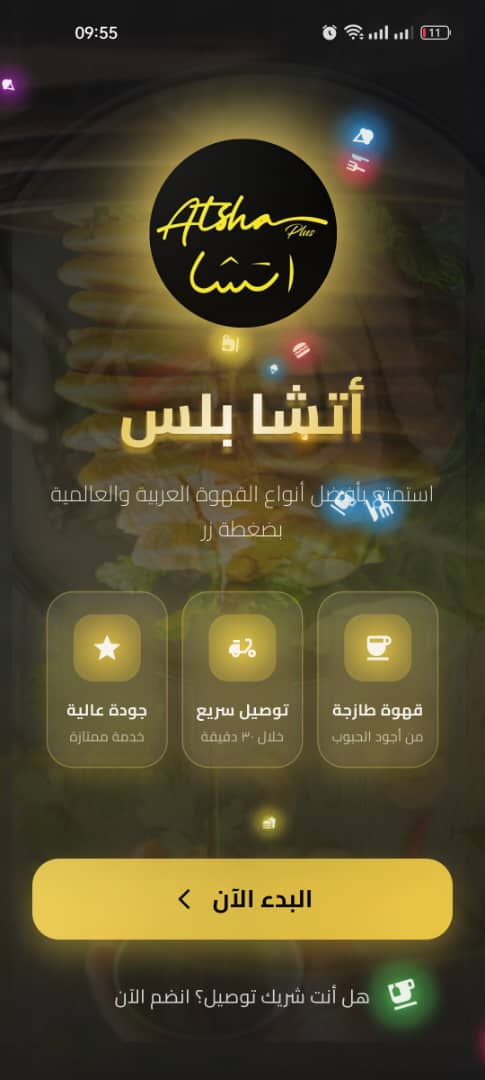 09:55
11
Atsha
Plus
اتشا
أتشا بلس
استمتع بأفضل أنواع القهوة العربية والعالمية
بضغطة زر
قهوة طازجة
من أجود الحبوب
توصيل سريع
خلال ٣٠ دقيقة
جودة عالية
خدمة ممتازة
البدء الآن
هل أنت شريك توصيل؟ انضم الآن